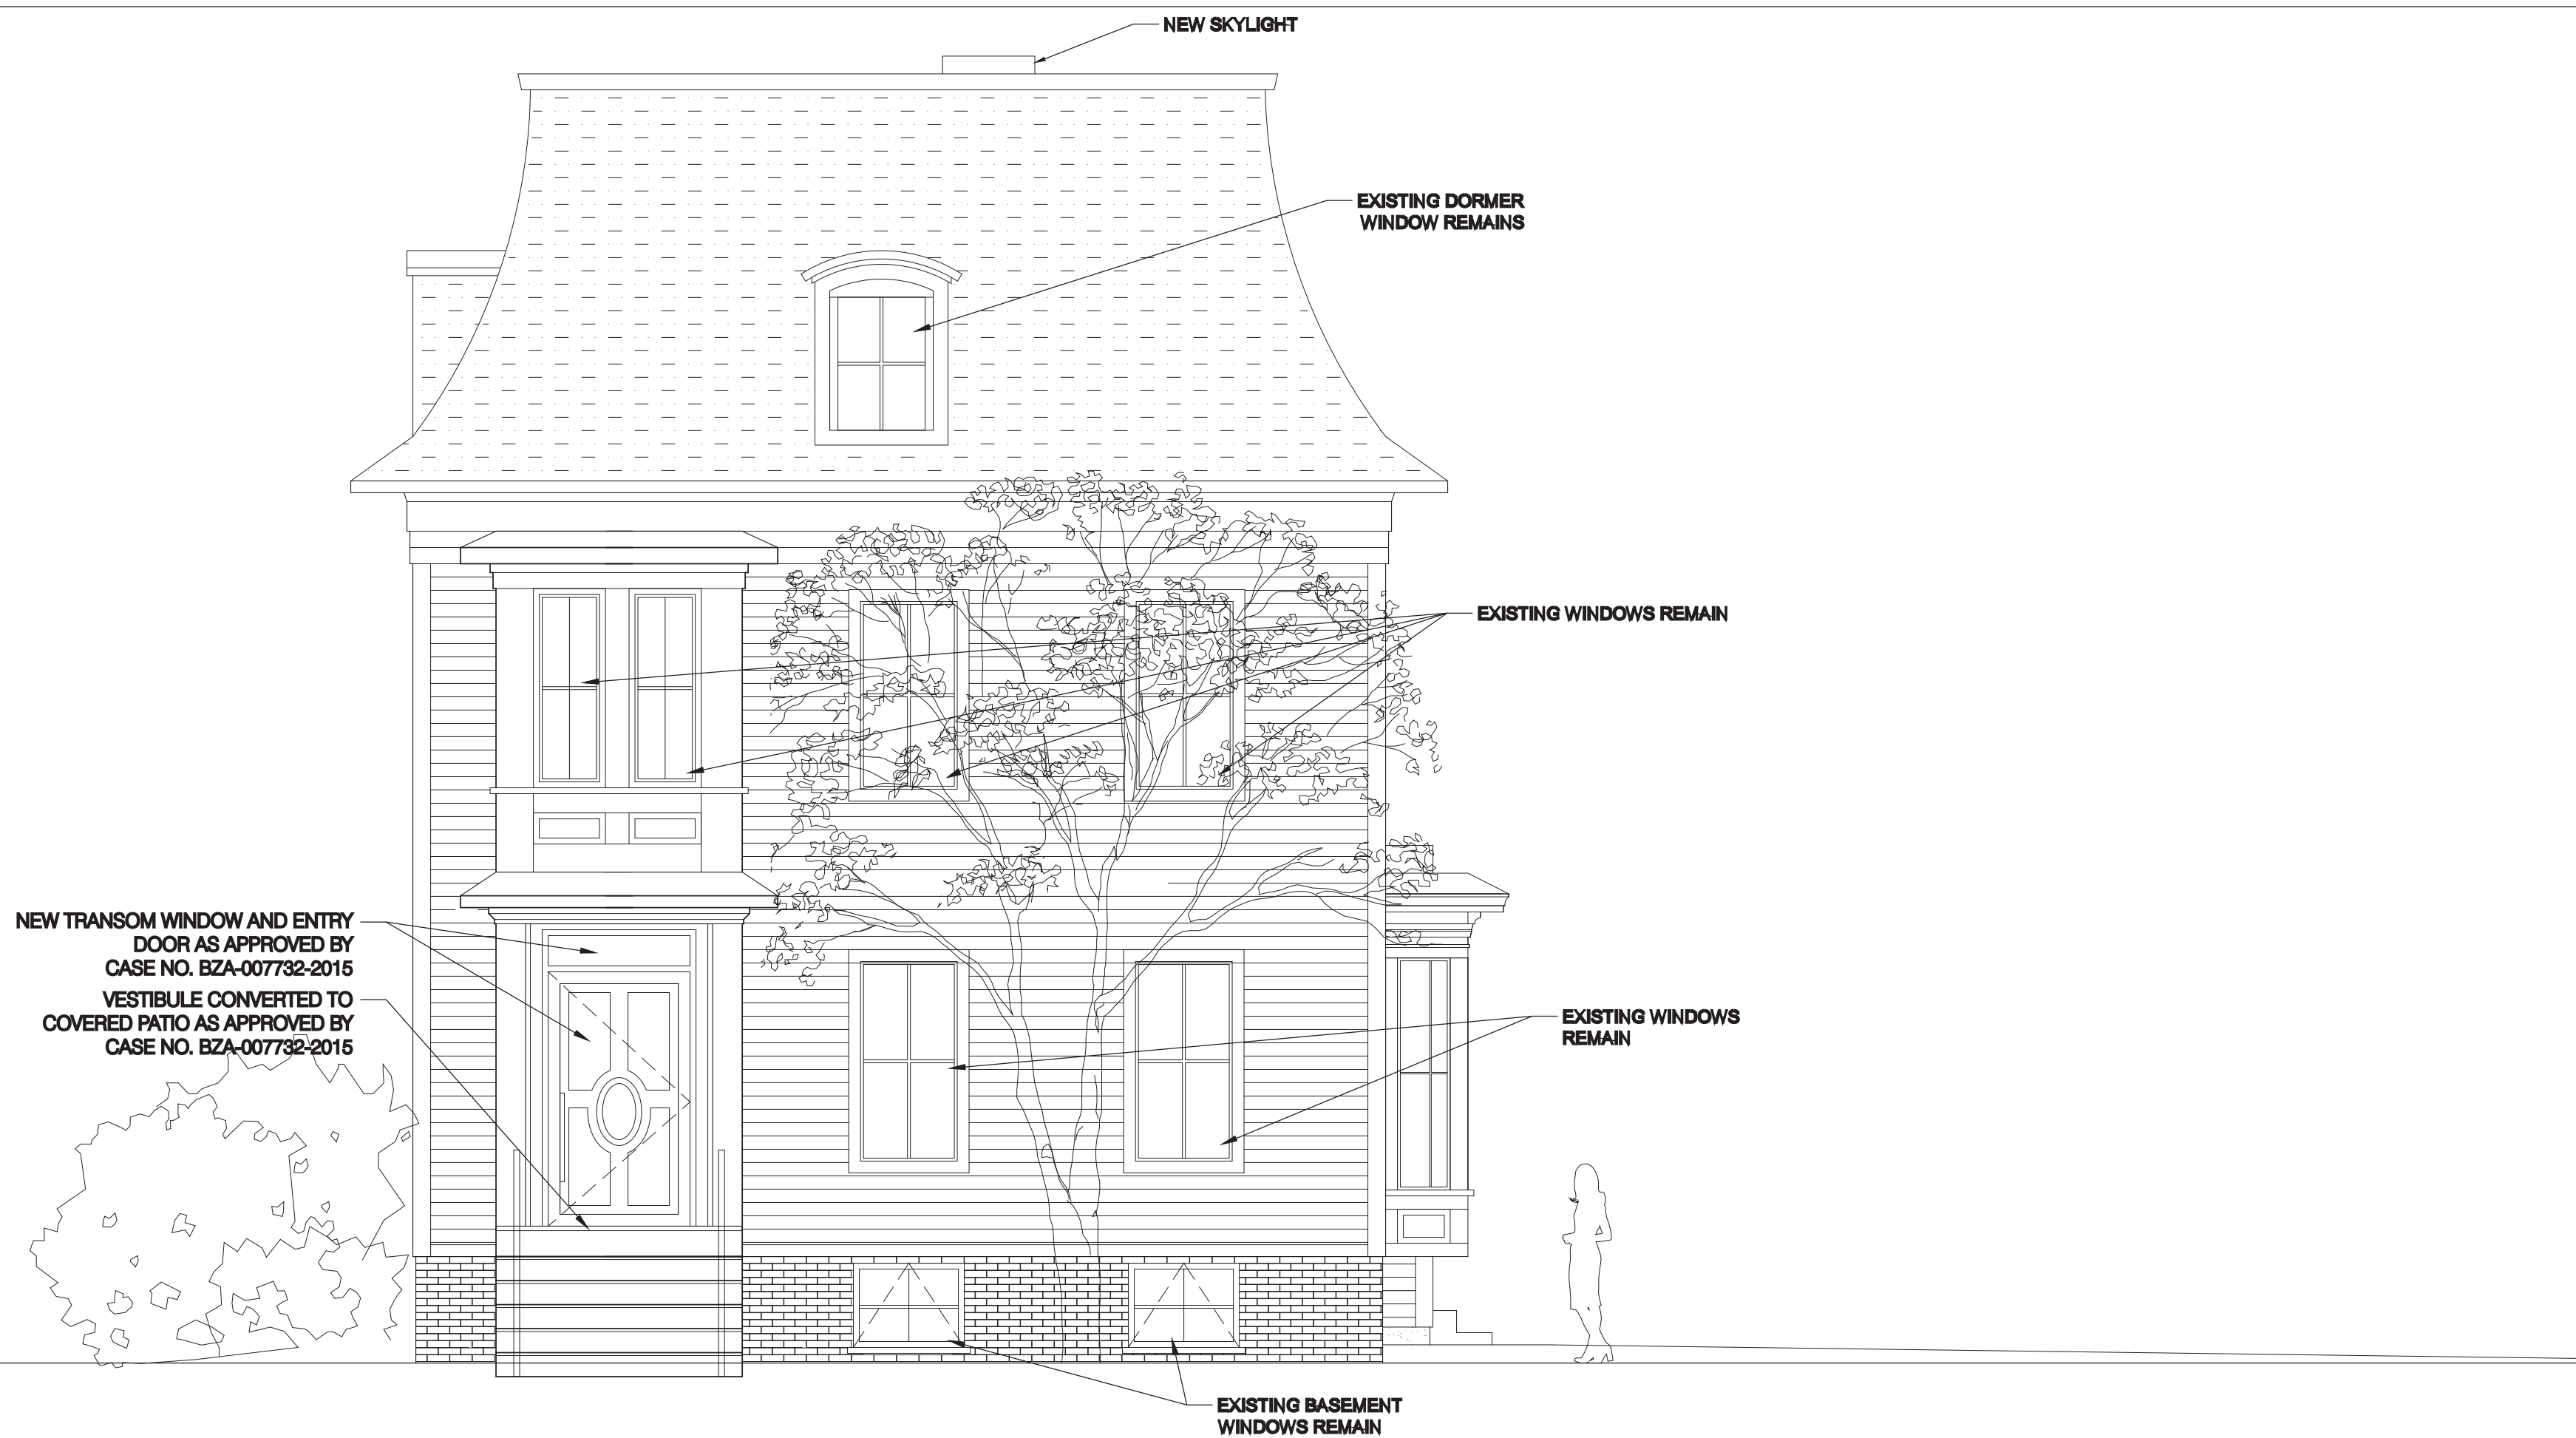 NEW SKYLIGHT
EXISTING DORMER
WINDOW REMAINS
EXISTING WINDOWS REMAIN
NEW TRANSOM WINDOW AND ENTRY
DOOR AS APPROVED BY
CASE NO. BZA-007732-2015
VESTIBULE CONVERTED TO
COVERED PATIO AS APPROVED BY
CASE NO. BZA-007732-2015
EXISTING WINDOWS
REMAIN
EXISTING BASEMENT
WINDOWS REMAIN